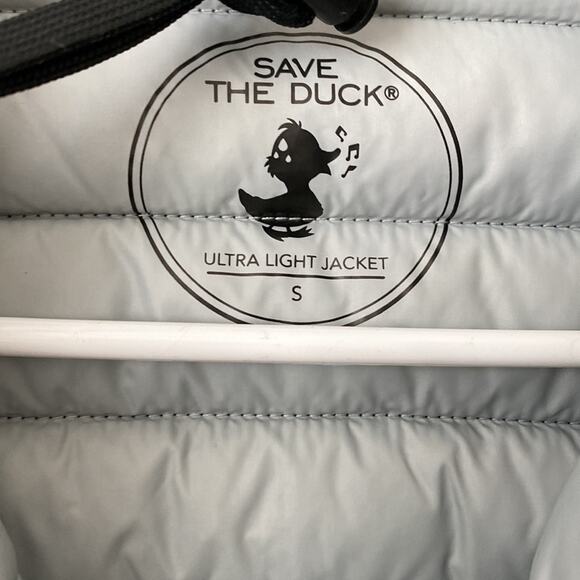 SAVE
THE DUCK®
ULTRA LIGHT JACKET
S